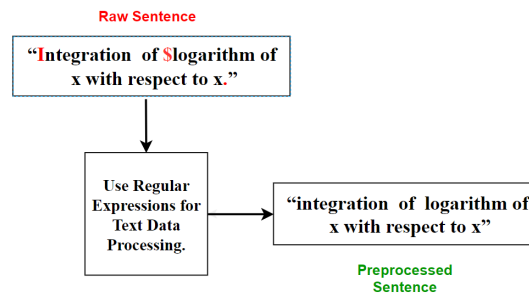 Raw Sentence
“Integration of $logarithm of
x with respect to x.”
Use Regular
Expressions for
Text Data
Processing.
“integration of logarithm of
x with respect to x”
Preprocessed
Sentence